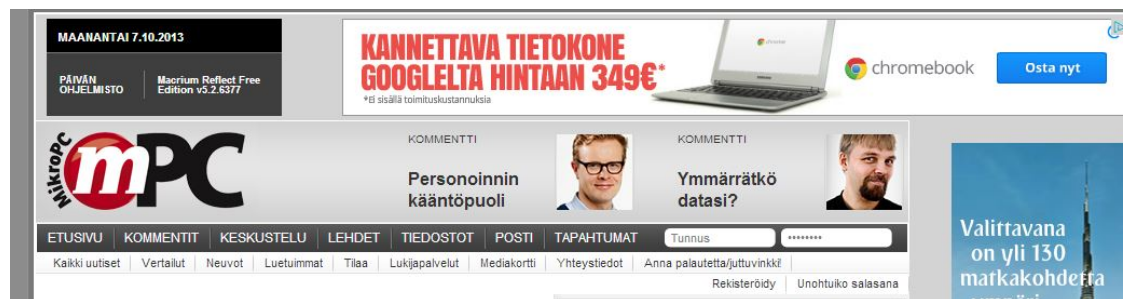 MAANANTAI 7.10.2013
PÄIVÄN
OHJELMISTO
Macrium Reflect Free
Edition v5.2.6377
KANNETTAVA TIETOKONE
GOOGLELTA HINTAAN 349€*
*Ei sisällä toimituskustannuksia
chrome
chromebook
Osta nyt
MikroPC
mPC
KOMMENTTI
Personoinnin
kääntöpuoli
KOMMENTTI
Ymmärrätkö
datasi?
ETUSIVU KOMMENTIT KESKUSTELU LEHDET TIEDOSTOT POSTI TAPAHTUMAT Tunnus ••••••••
Kaikki uutiset Vertailut Neuvot Luetuimmat Tilaa Lukijapalvelut Mediakortti Yhteystiedot Anna palautetta/juttuvinkki!
Rekisteröidy Unohtuiko salasana
Valittavana
on yli 130
matkakohdetta